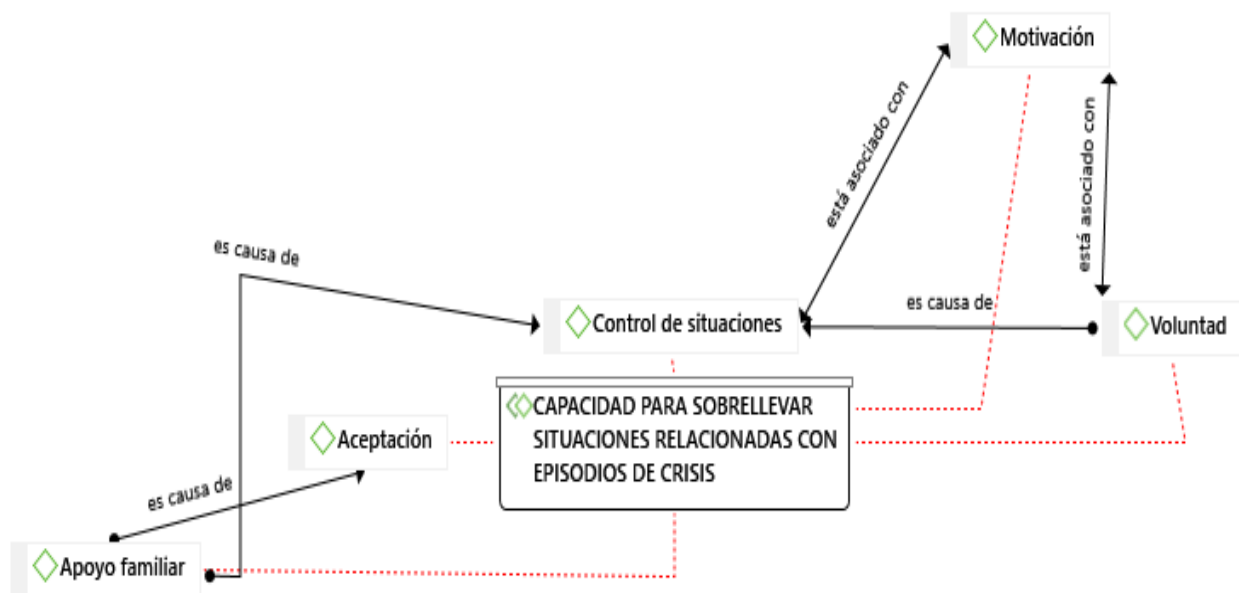 Motivación
está asociado con
está asociado con
es causa de
es causa de
Control de situaciones
Voluntad
CAPACIDAD PARA SOBRELLEVAR
SITUACIONES RELACIONADAS CON
EPISODIOS DE CRISIS
Aceptación
es causa de
Apoyo familiar